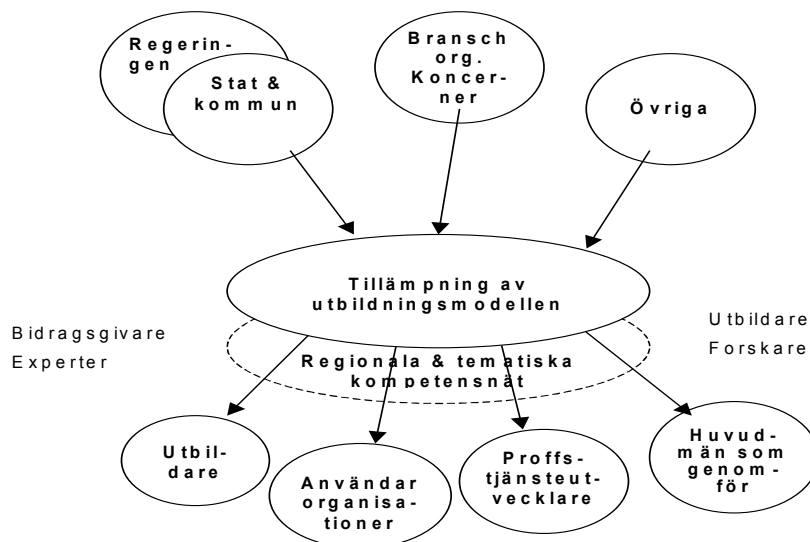 Regerin-
gen
Stat &
kommun
Bransch
org.
Koncer-
ner
Övriga
Tillämpning av
utbildningsmodellen
Bidragsgivare
Experter
Utbildare
Forskare
Regionala & tematiska
kompetensnät
Utbil-
dare
Användar
organisa-
tioner
Proffs-
tjänsteut-
vecklare
Huvud-
män som
genom-
för